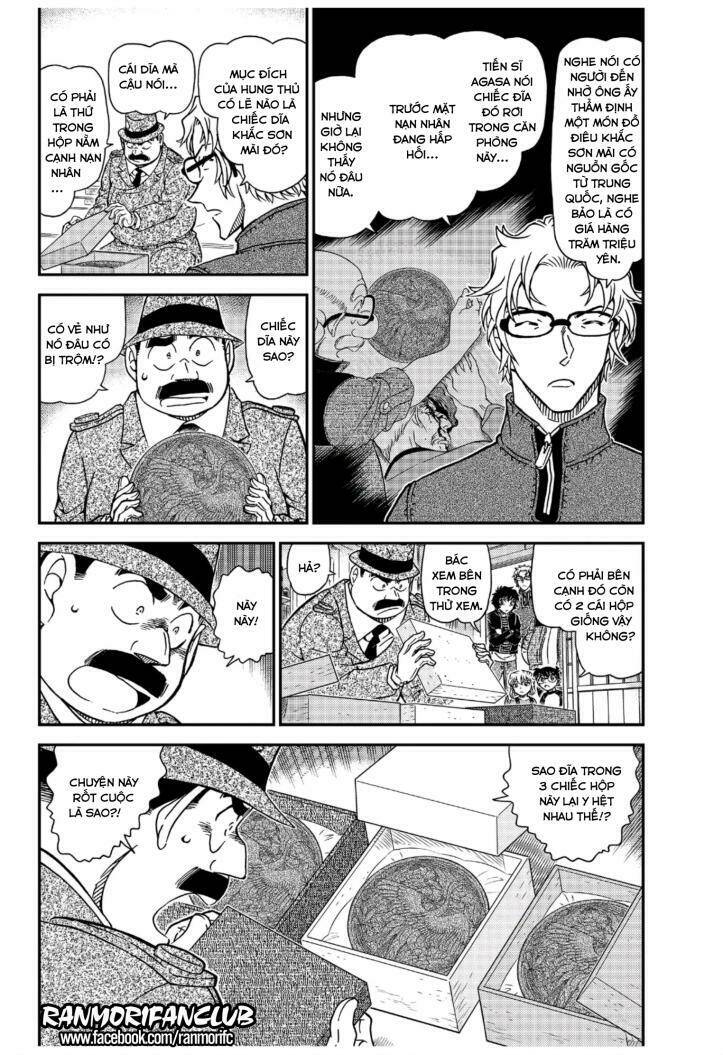 NGHE NÓI CÓ
NGƯỜI ĐẾN
NHỜ ÔNG ẤY
THẨM ĐỊNH
MỘT MÓN ĐỒ
ĐIÊU KHẮC
SƠN MÀI CÓ
NGUỒN GỐC
TỪ TRUNG
QUỐC, NGHE
BẢO LÀ CÓ
GIÁ HÀNG
TRĂM TRIỆU
YÊN.
TIẾN SĨ
AGASA NÓI
CHIẾC ĐĨA ĐÓ
RƠI TRONG
CĂN PHÒNG
NÀY...
TRƯỚC MẶT
NẠN NHÂN
ĐANG HẤP
HỐI...
NHƯNG
GIỜ LẠI
KHÔNG
THẤY
NÓ ĐÂU
NỮA.
MỤC ĐÍCH
CỦA HUNG THỦ
CÓ LẼ NÀO LÀ
CHIẾC DĨA
KHẮC SƠN
MÀI ĐÓ?
CÁI DĨA MÀ
CẬU NÓI...
CÓ PHẢI
LÀ THỨ
TRONG
HỘP NẰM
CẠNH NẠN
NHÂN
...
CHIẾC
DĨA NÀY
SAO?
CÓ VẺ NHƯ
NÓ ĐÂU CÓ
BỊ TRỘM!?
CÓ PHẢI BÊN
CẠNH ĐÓ CÒN
CÓ 2 CÁI HỘP
GIỐNG VẬY
KHÔNG?
BÁC
XEM BÊN
TRONG
THỬ XEM.
HẢ?
NÀY
NÀY!
SAO ĐĨA TRONG
3 CHIẾC HỘP
NÀY LẠI Y HỆT
NHAU THẾ!?
CHUYỆN NÀY
RỐT CUỘC
LÀ SAO?!
RANMORIFANCLUB
www.facebook.com/ranmorifc